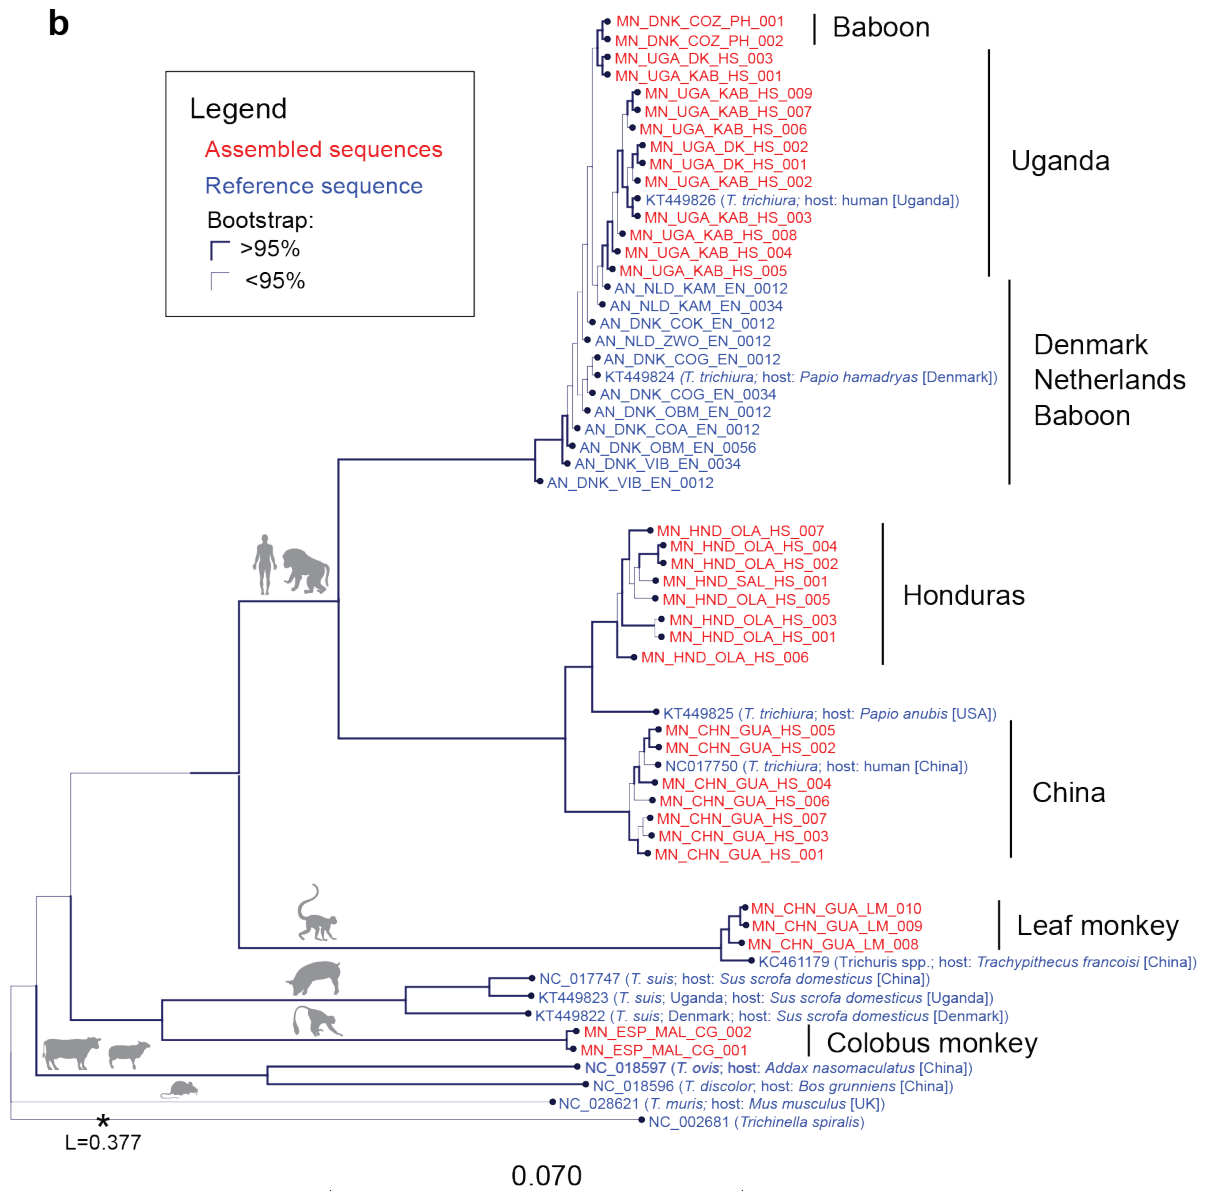 b
Legend
Assembled sequences
Reference sequence
Bootstrap:
>95%
<95%
MN_DNK_COZ_PH_001
MN_DNK_COZ_PH_002
Baboon
MN_UGA_DK_HS_003
MN_UGA_KAB_HS_001
MN_UGA_KAB_HS_009
MN_UGA_KAB_HS_007
MN_UGA_KAB_HS_006
MN_UGA_DK_HS_002
MN_UGA_DK_HS_001
MN_UGA_KAB_HS_002
KT449826 (T. trichiura; host: human [Uganda])
MN_UGA_KAB_HS_003
MN_UGA_KAB_HS_008
MN_UGA_KAB_HS_004
MN_UGA_KAB_HS_005
Uganda
AN_NLD_KAM_EN_0012
AN_NLD_KAM_EN_0034
AN_DNK_COK_EN_0012
AN_NLD_ZWO_EN_0012
AN_DNK_COG_EN_0012
KT449824 (T. trichiura; host: Papio hamadryas [Denmark])
AN_DNK_COG_EN_0034
AN_DNK_OBM_EN_0012
AN_DNK_COA_EN_0012
AN_DNK_OBM_EN_0056
AN_DNK_VIB_EN_0034
AN_DNK_VIB_EN_0012
Denmark
Netherlands
Baboon
MN_HND_OLA_HS_007
MN_HND_OLA_HS_004
MN_HND_OLA_HS_002
MN_HND_SAL_HS_001
MN_HND_OLA_HS_005
MN_HND_OLA_HS_003
MN_HND_OLA_HS_001
MN_HND_OLA_HS_006
Honduras
KT449825 (T. trichiura; host: Papio anubis [USA])
MN_CHN_GUA_HS_005
MN_CHN_GUA_HS_002
NC017750 (T. trichiura; host: human [China])
MN_CHN_GUA_HS_004
MN_CHN_GUA_HS_006
MN_CHN_GUA_HS_007
MN_CHN_GUA_HS_003
MN_CHN_GUA_HS_001
China
MN_CHN_GUA_LM_010
MN_CHN_GUA_LM_009
MN_CHN_GUA_LM_008
Leaf monkey
KC461179 (Trichuris spp.; host: Trachypithecus francoisi [China])
NC_017747 (T. suis; host: Sus scrofa domesticus [China])
KT449823 (T. suis; Uganda; host: Sus scrofa domesticus [Uganda])
KT449822 (T. suis; Denmark; host: Sus scrofa domesticus [Denmark])
MN_ESP_MAL_CG_002
MN_ESP_MAL_CG_001
Colobus monkey
NC_018597 (T. ovis; host: Addax nasomaculatus [China])
NC_018596 (T. discolor; host: Bos grunniens [China])
NC_028621 (T. muris; host: Mus musculus [UK])
NC_002681 (Trichinella spiralis)
*
L=0.377
0.070